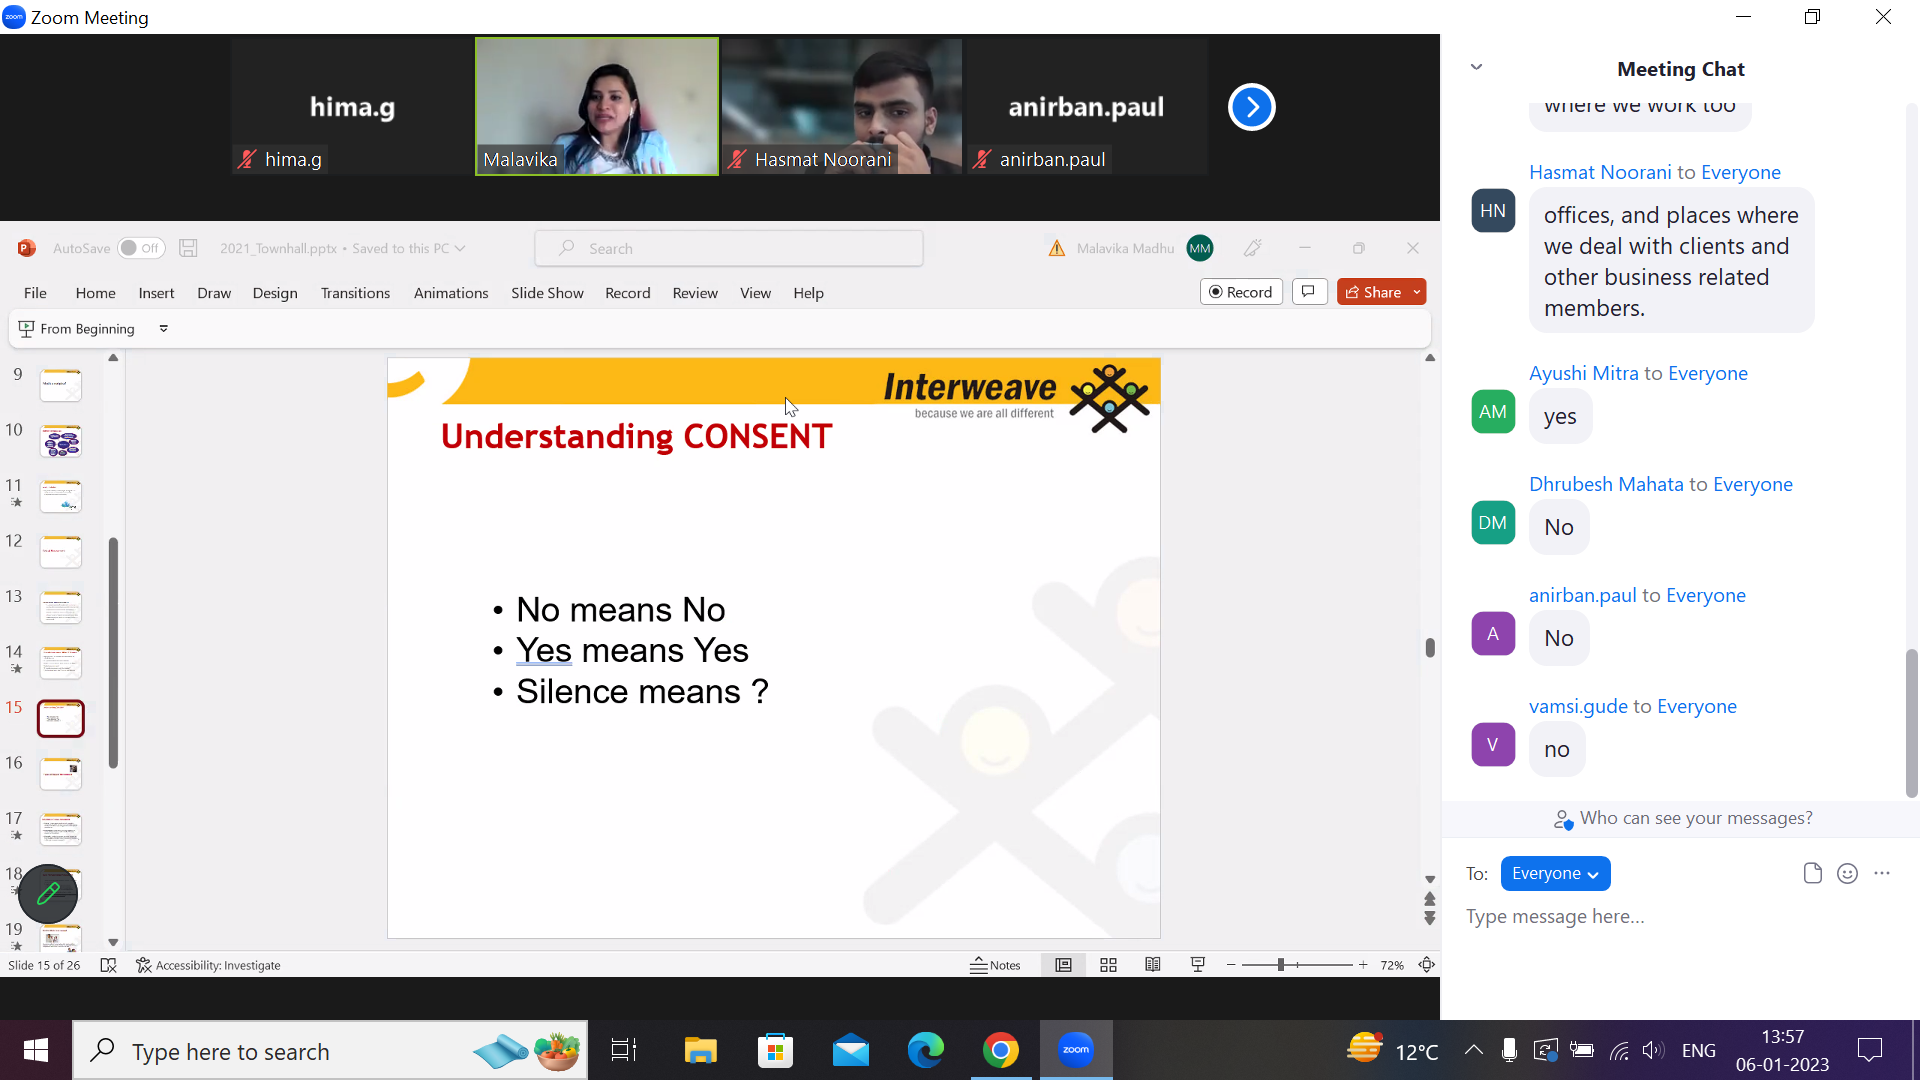 Zoom Meeting
hima.g
hima.g
Malavika
Hasmat Noorani
anirban.paul
anirban.paul
AutoSave Off 2021_Townhall.pptx • Saved to this PC
Search
Malavika Madhu MM
File Home Insert Draw Design Transitions Animations Slide Show Record Review View Help
Record
Share
From Beginning
9
10
11
12
13
14
15
16
17
18
19
Interweave
because we are all different
Understanding CONSENT
• No means No
• Yes means Yes
• Silence means ?
Slide 15 of 26
Accessibility: Investigate
Notes
72%
Meeting Chat
where we work too
Hasmat Noorani to Everyone
HN
offices, and places where
we deal with clients and
other business related
members.
Ayushi Mitra to Everyone
AM
yes
Dhrubesh Mahata to Everyone
DM
No
anirban.paul to Everyone
A
No
vamsi.gude to Everyone
V
no
Who can see your messages?
To: Everyone
Type message here...
Type here to search
zoom
12°C
ENG
13:57
06-01-2023